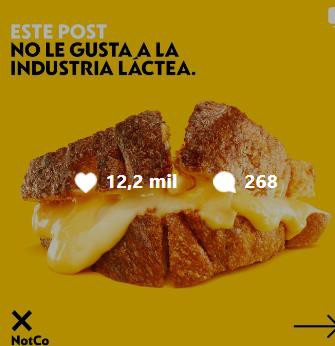 ESTE POST
NO LE GUSTA A LA
INDUSTRIA LÁCTEA.
12,2 mil 268
NotCo